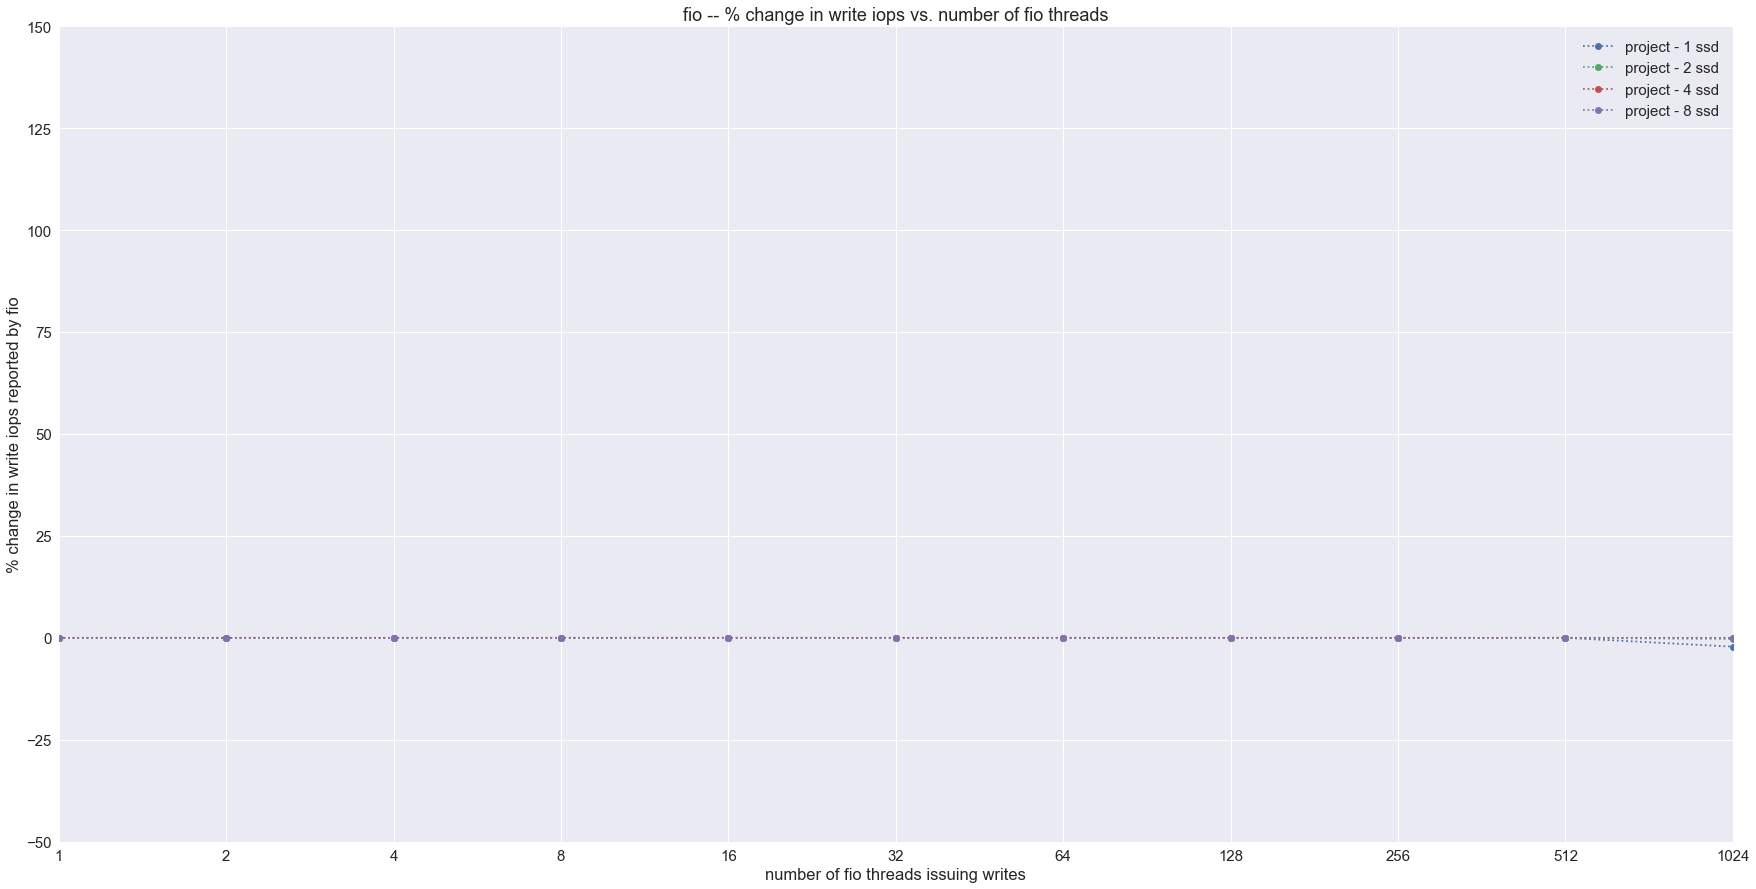 fio -- % change in write iops vs. number of fio threads
project - 1 ssd
project - 2 ssd
project - 4 ssd
project - 8 ssd
% change in write iops reported by fio
150
125
100
75
50
25
0
−25
−50
1 2 4 8 16 32 64 128 256 512 1024
number of fio threads issuing writes